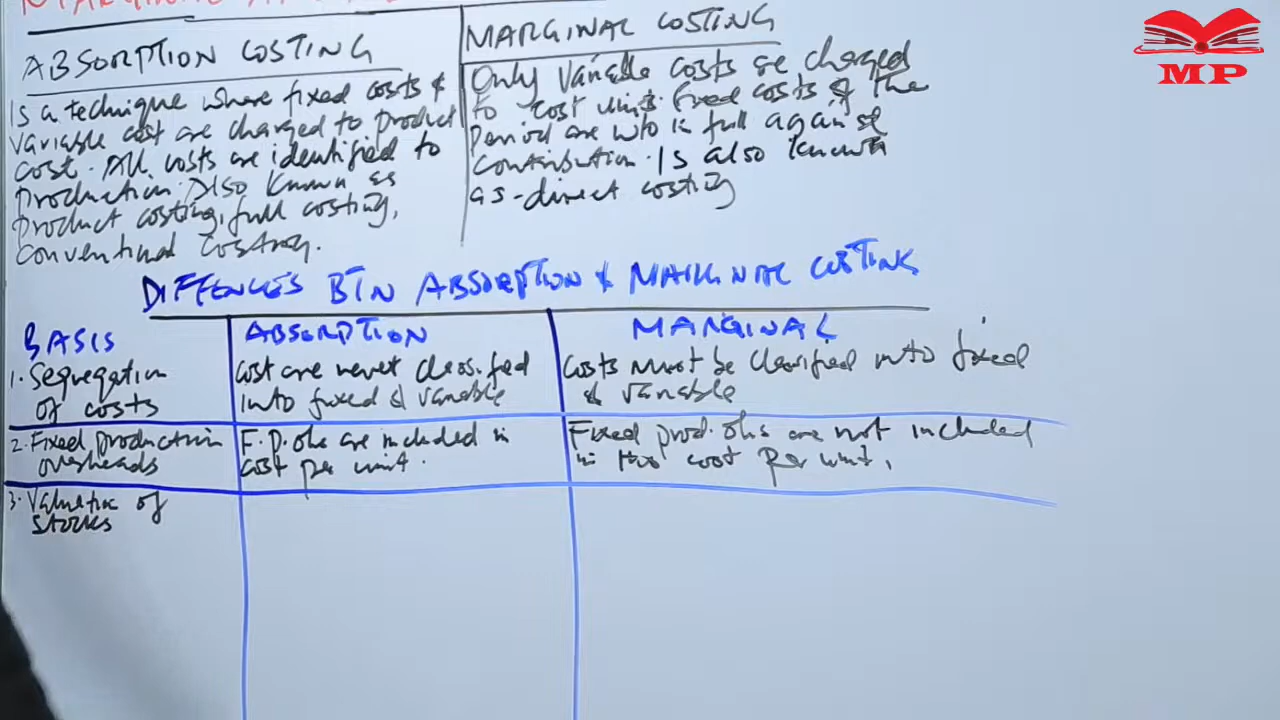 ABSORPTION COSTING
Is a technique where fixed costs &
variable cost are charged to product
cost. All costs are identified to
production. Also known as
product costing, full costing,
conventional costing.
MARGINAL COSTING
Only variable costs are charged
to cost units. Fixed costs of the
period are w/o in full against
contribution. Is also known
as - direct costing
DIFFENCES BTN ABSORPTION & MARGINAL COSTING
BASIS
ABSORPTION
MARGINAL
1. Segregation
of costs
cost are never classified
into fixed & variable
Costs must be classified into fixed
& variable
2. Fixed production
overheads
F.P. ohs are included in
cost per unit.
Fixed prod. ohs are not included
in the cost per unit.
3. Valuation of
stocks
MP